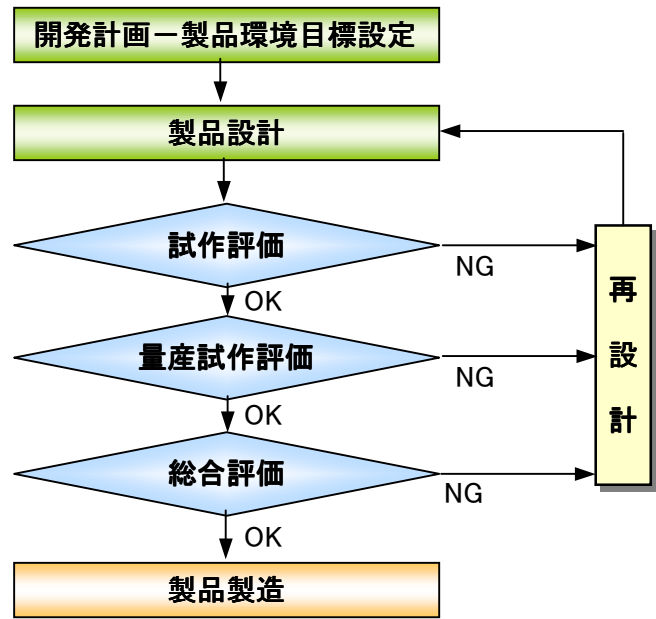 開発計画－製品環境目標設定
製品設計
試作評価
NG
OK
量産試作評価
NG
OK
総合評価
NG
OK
製品製造
再設計